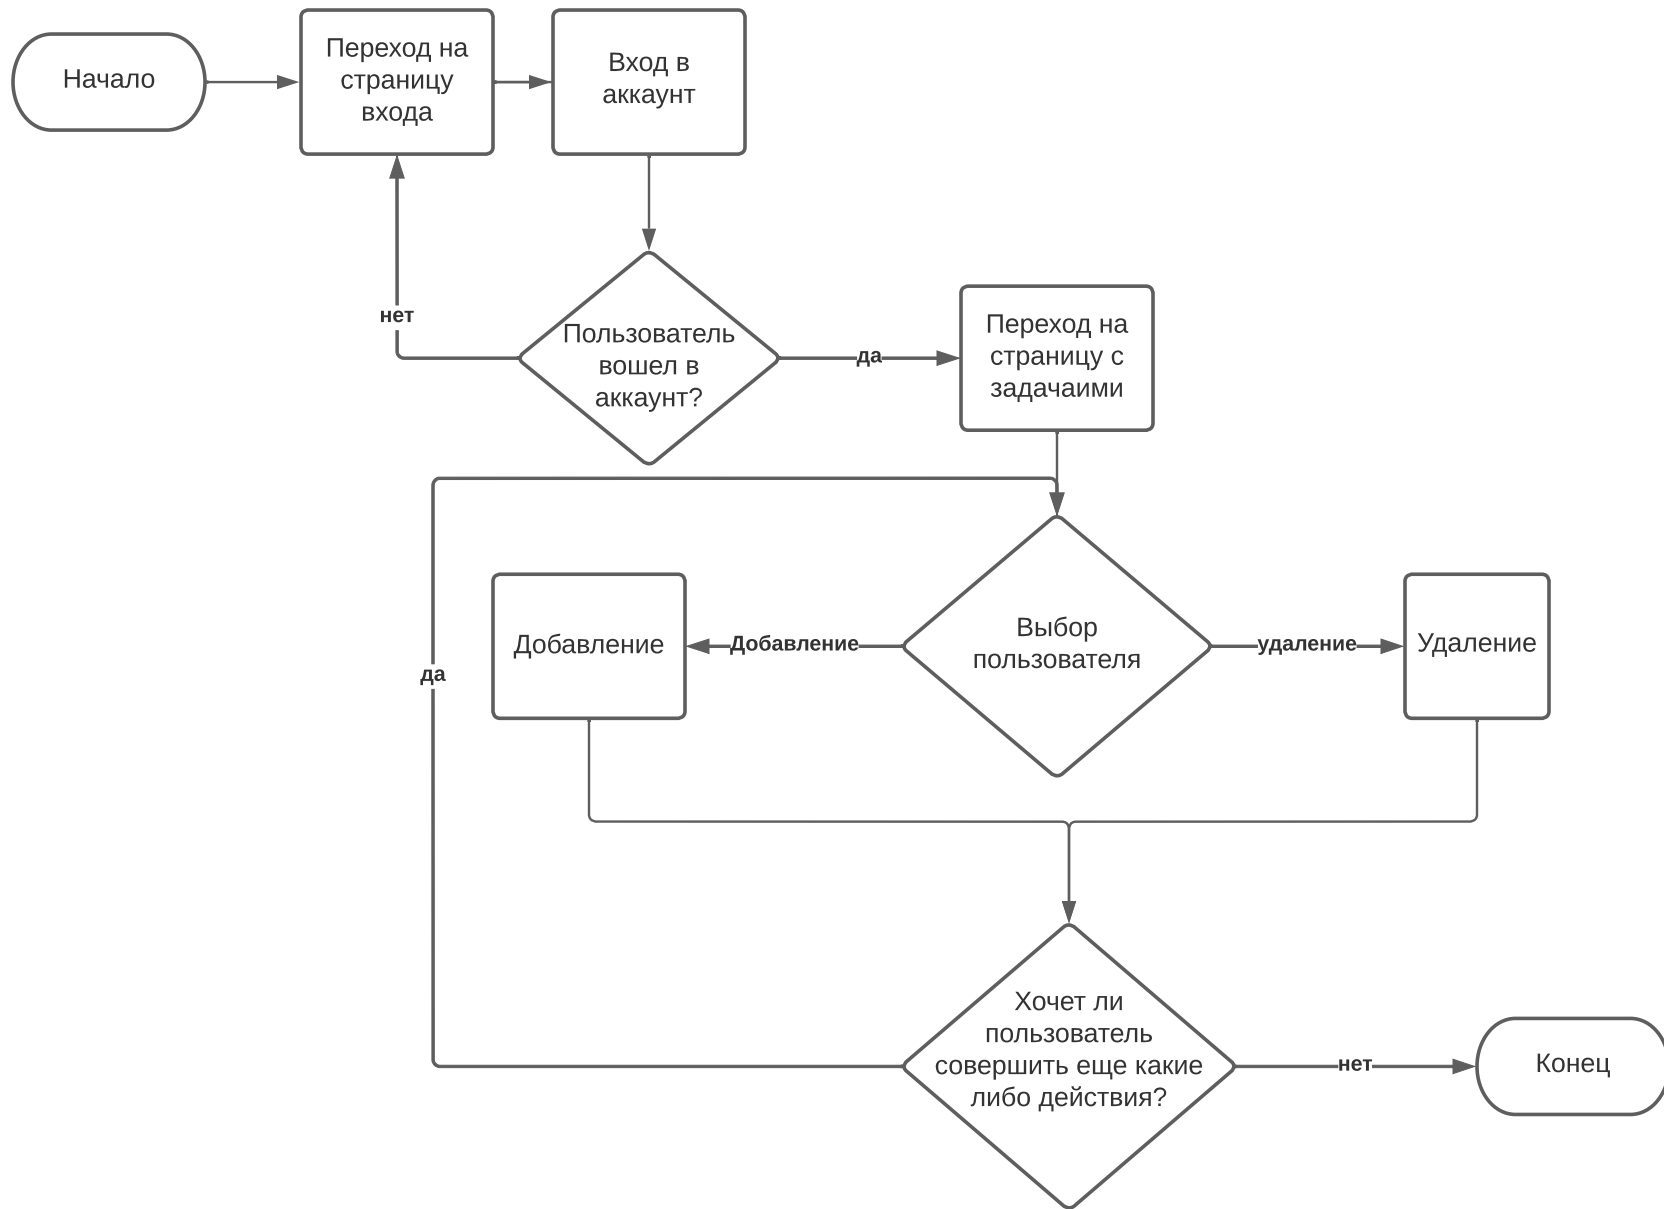 Начало
Переход на
страницу
входа
Вход в
аккаунт
нет
Пользователь
вошел в
аккаунт?
да
Переход на
страницу с
задачаими
да
Добавление
Добавление
Выбор
пользователя
удаление
Удаление
Хочет ли
пользователь
совершить еще какие
либо действия?
нет
Конец